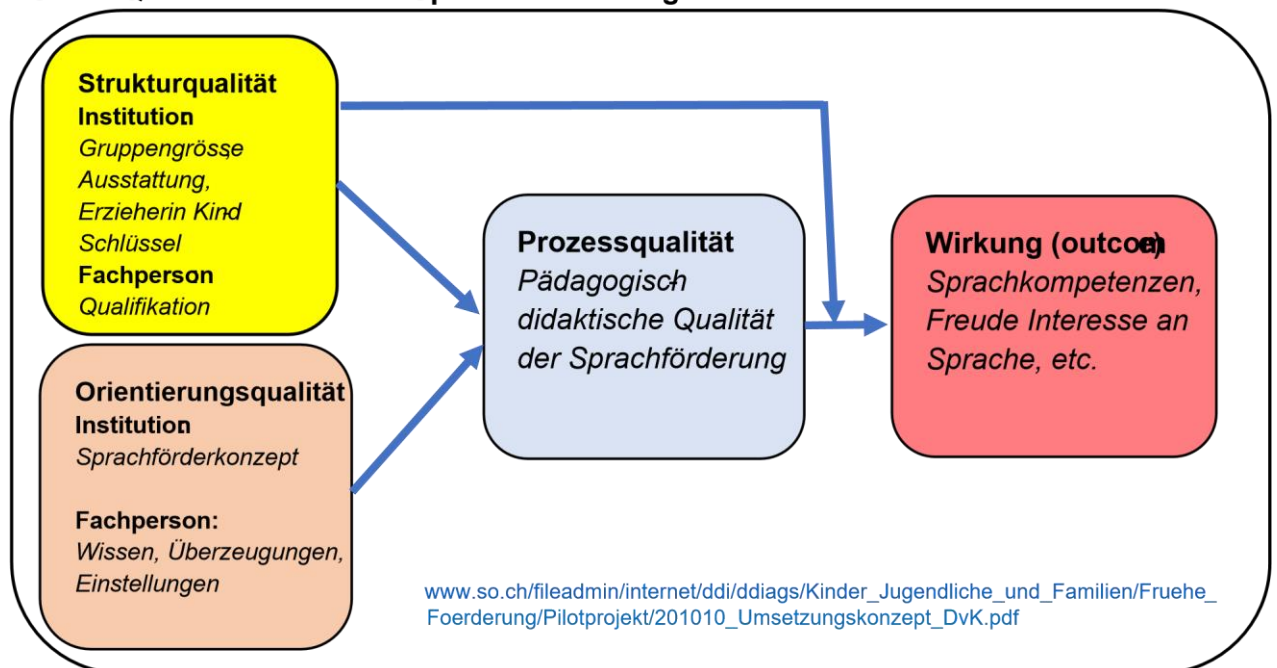 Strukturqualität
Institution
Gruppengrösse
Ausstattung,
Erzieherin Kind
Schlüssel
Fachperson
Qualifikation
Orientierungsqualität
Institution
Sprachförderkonzept
Fachperson:
Wissen, Überzeugungen,
Einstellungen
Prozessqualität
Pädagogisch
didaktische Qualität
der Sprachförderung
Wirkung (outcome)
Sprachkompetenzen,
Freude Interesse an
Sprache, etc.
www.so.ch/fileadmin/internet/ddi/ddiags/Kinder_Jugendliche_und_Familien/Fruehe_
Foerderung/Pilotprojekt/201010_Umsetzungskonzept_DvK.pdf